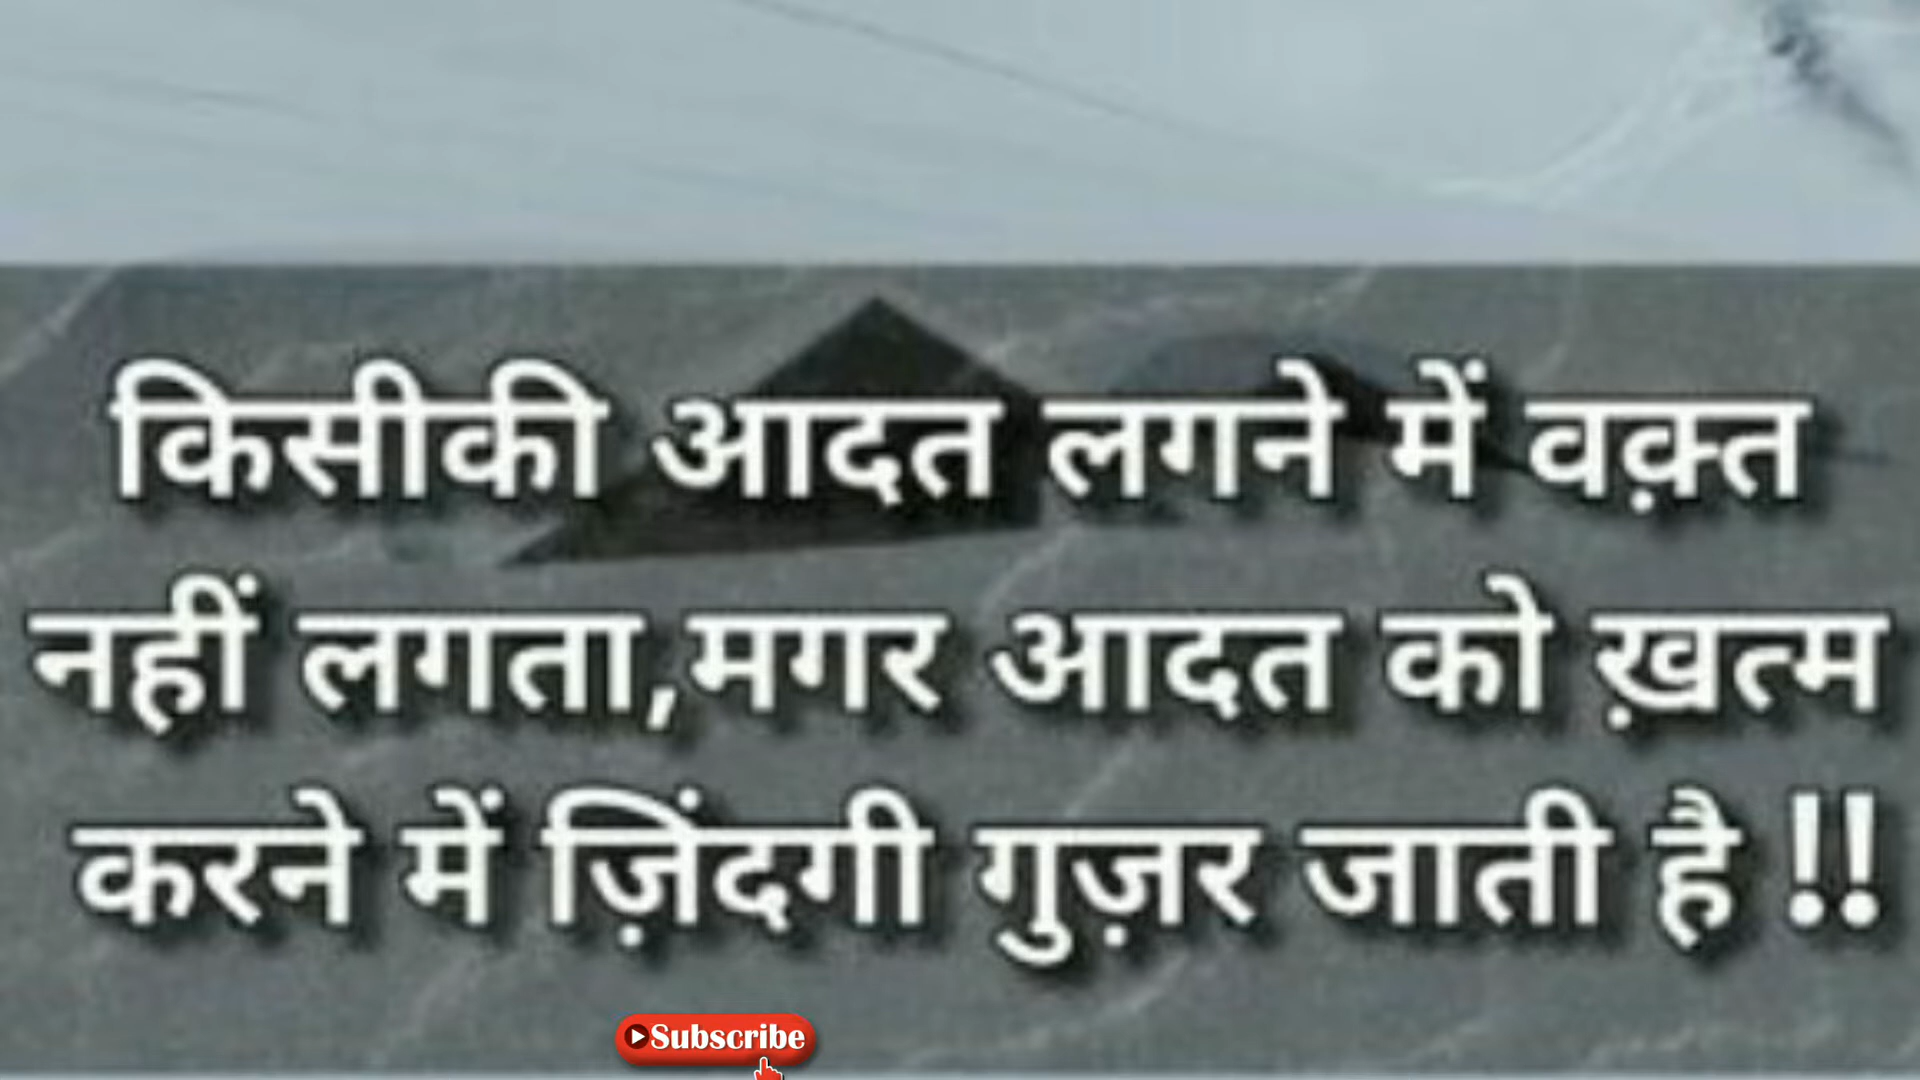 किसीकी आदत लगने में वक़्त
नहीं लगता,मगर आदत को ख़त्म
करने में ज़िंदगी गुज़र जाती है !!
Subscribe